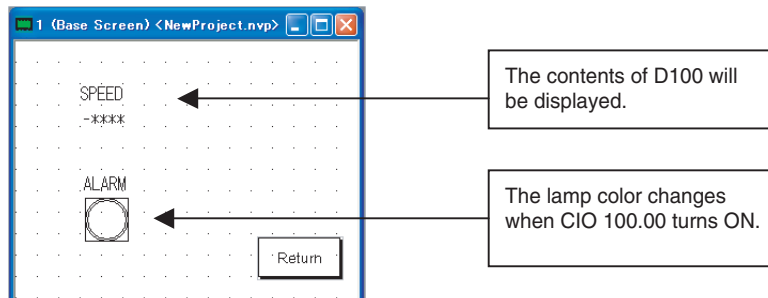 1 (Base Screen) <NewProject.nvp>
SPEED
-****
The contents of D100 will
be displayed.
ALARM
The lamp color changes
when CIO 100.00 turns ON.
Return